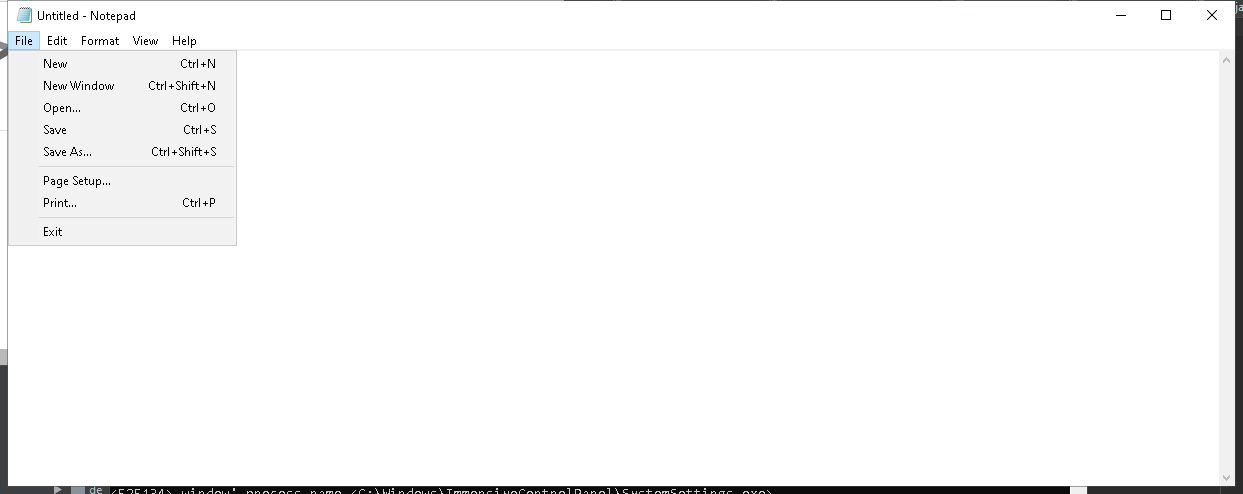 Untitled - Notepad
File Edit Format View Help
New Ctrl+N
New Window Ctrl+Shift+N
Open... Ctrl+O
Save Ctrl+S
Save As... Ctrl+Shift+S
Page Setup...
Print... Ctrl+P
Exit
de <525134> window' process name <C:\Windows\ImmersiveControlPanel\SystemSettings.exe>